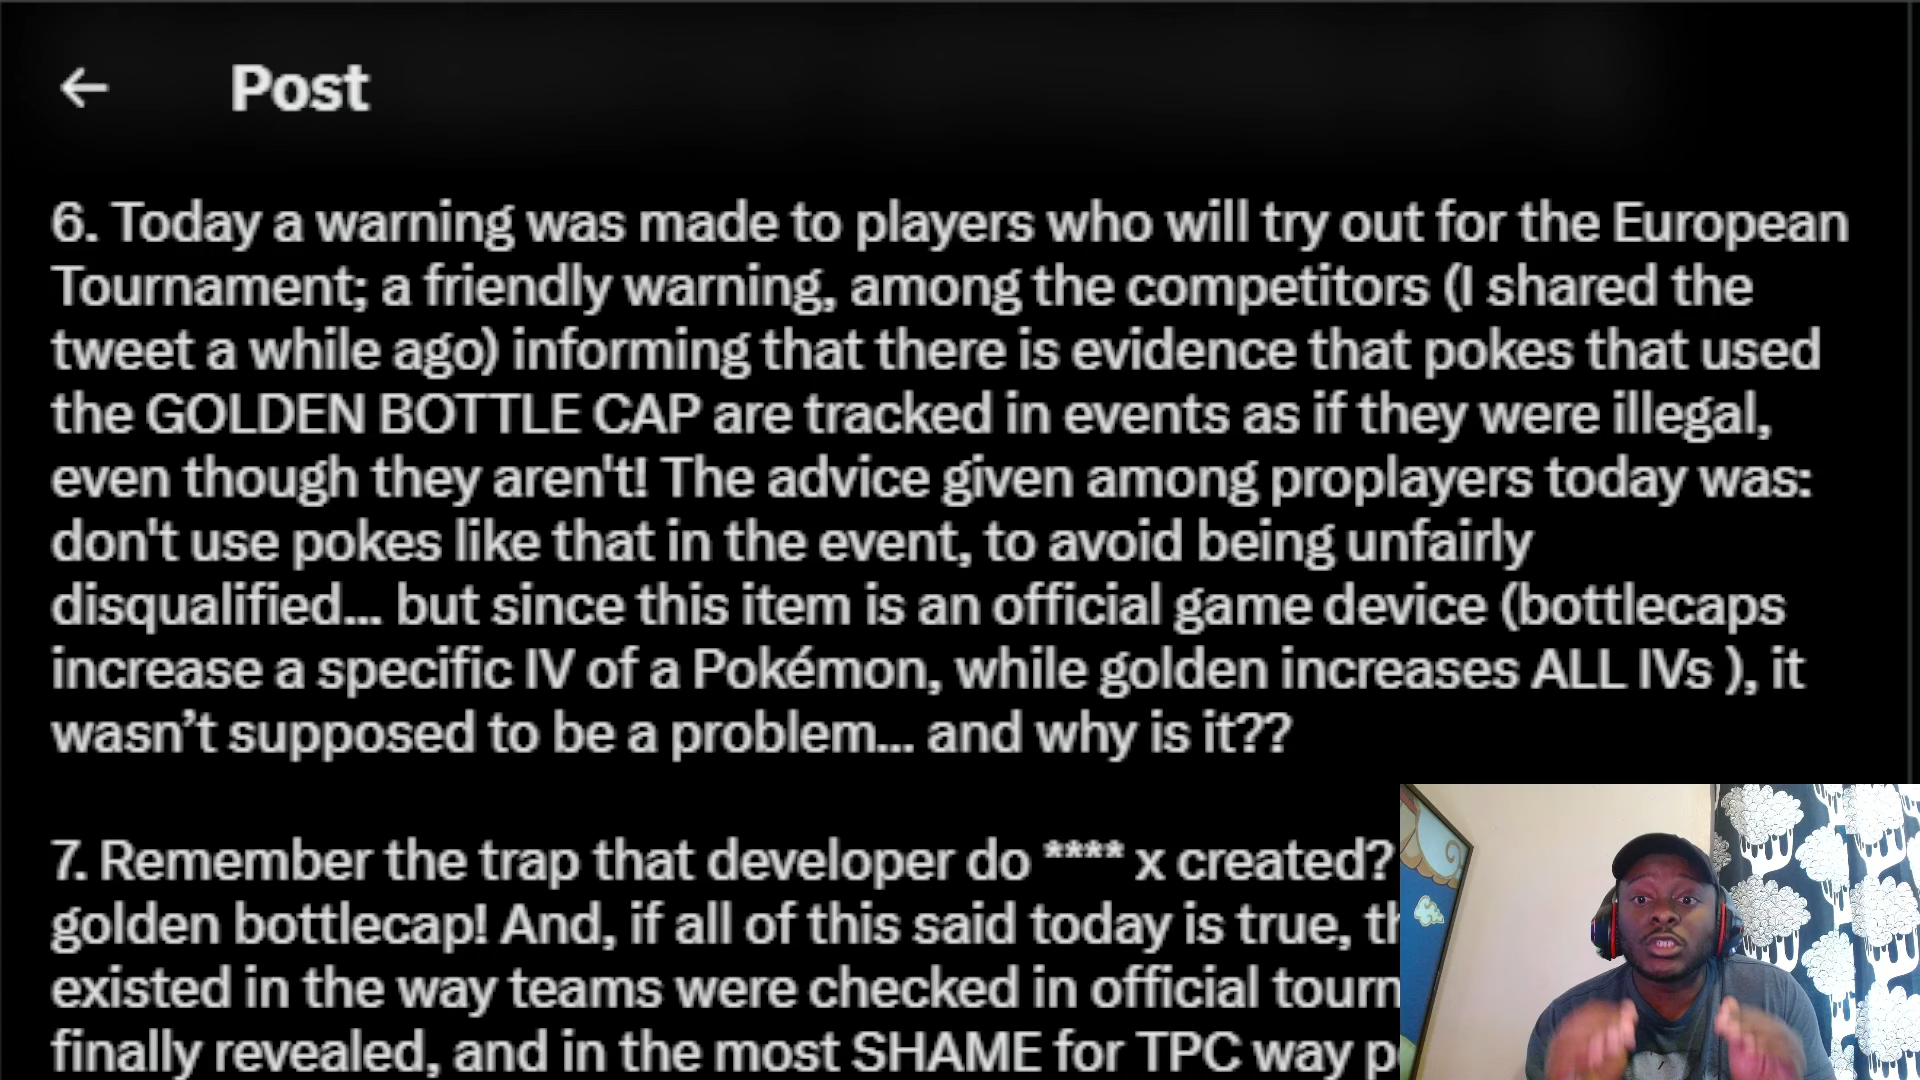 Post
6. Today a warning was made to players who will try out for the European
Tournament; a friendly warning, among the competitors (I shared the
tweet a while ago) informing that there is evidence that pokes that used
the GOLDEN BOTTLE CAP are tracked in events as if they were illegal,
even though they aren't! The advice given among proplayers today was:
don't use pokes like that in the event, to avoid being unfairly
disqualified... but since this item is an official game device (bottlecaps
increase a specific IV of a Pokémon, while golden increases ALL IVs ), it
wasn’t supposed to be a problem... and why is it??
7. Remember the trap that developer do **** x created?
golden bottlecap! And, if all of this said today is true,
existed in the way teams were checked in official
finally revealed, and in the most SHAME for TPC way